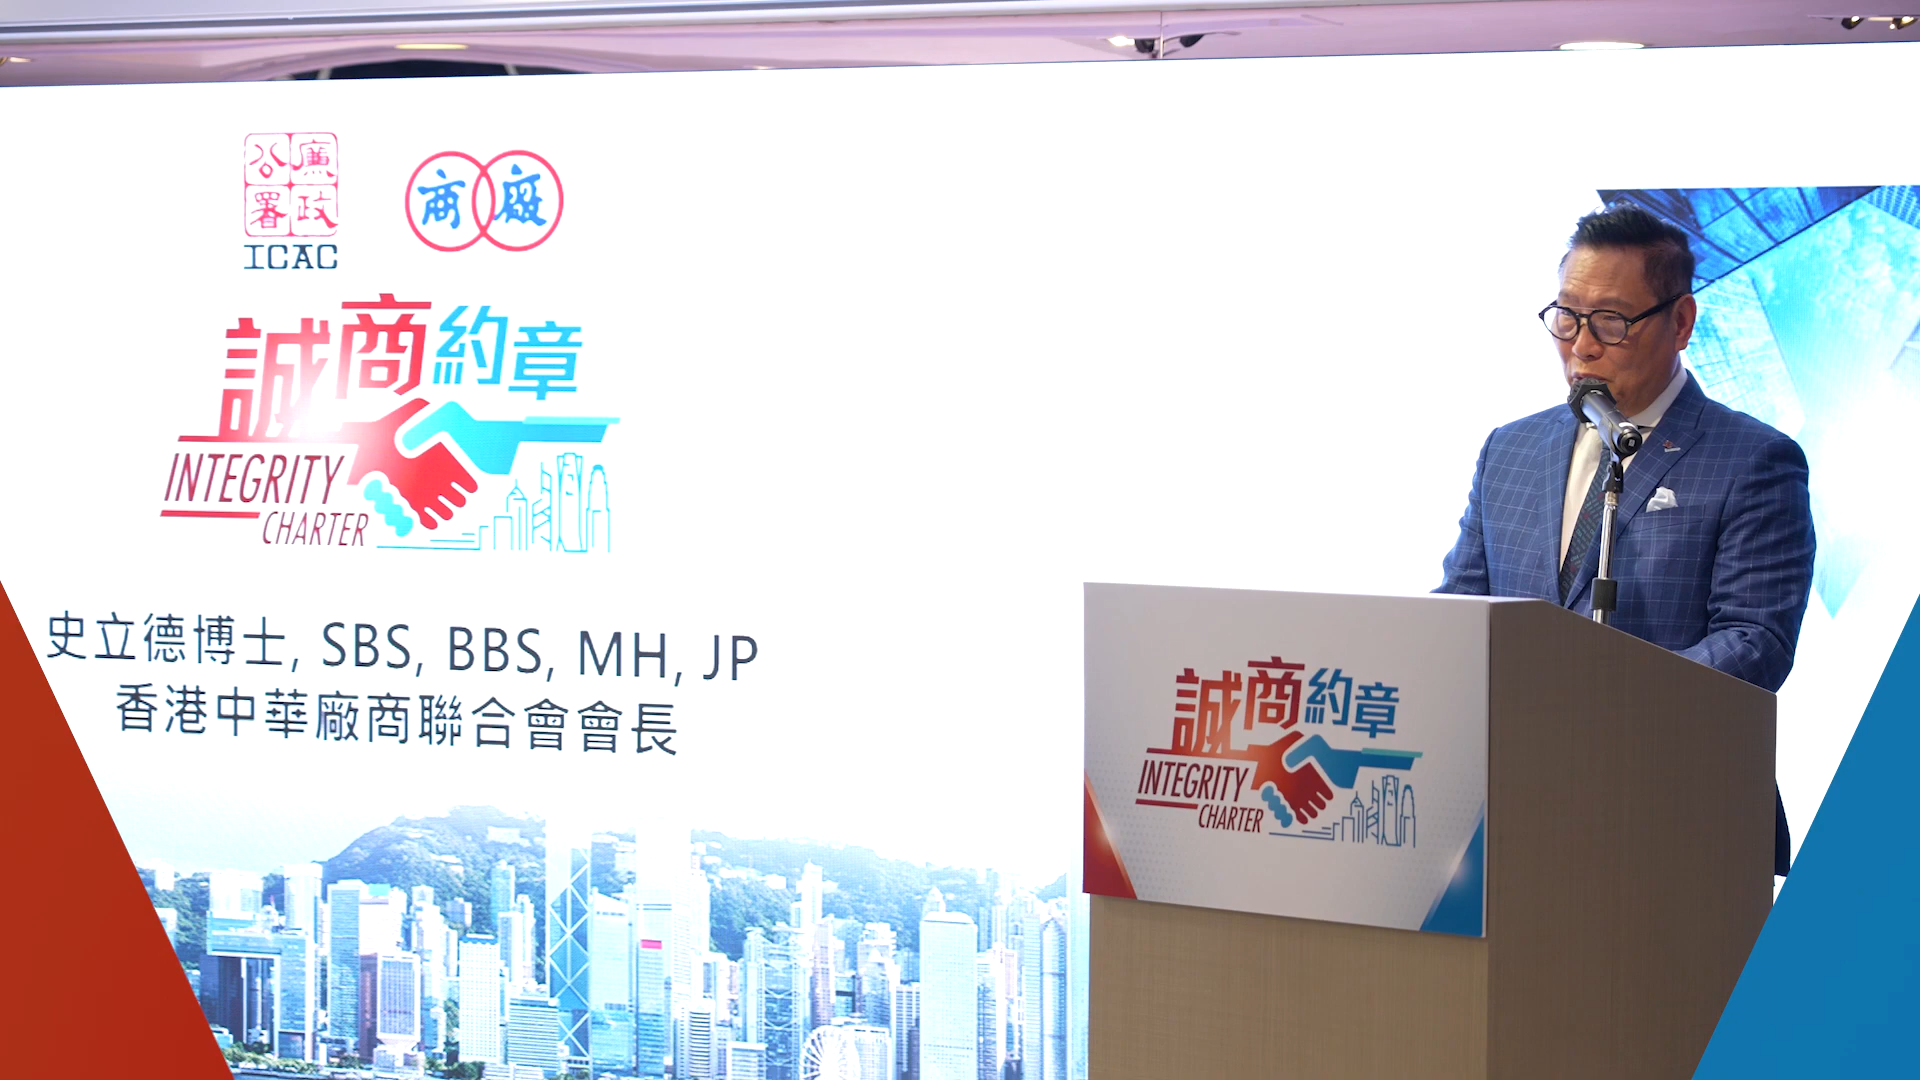 廉政公署
ICAC
商廠
誠商約章
INTEGRITY
CHARTER
史立德博士, SBS, BBS, MH, JP
香港中華廠商聯合會會長
誠商約章
INTEGRITY
CHARTER